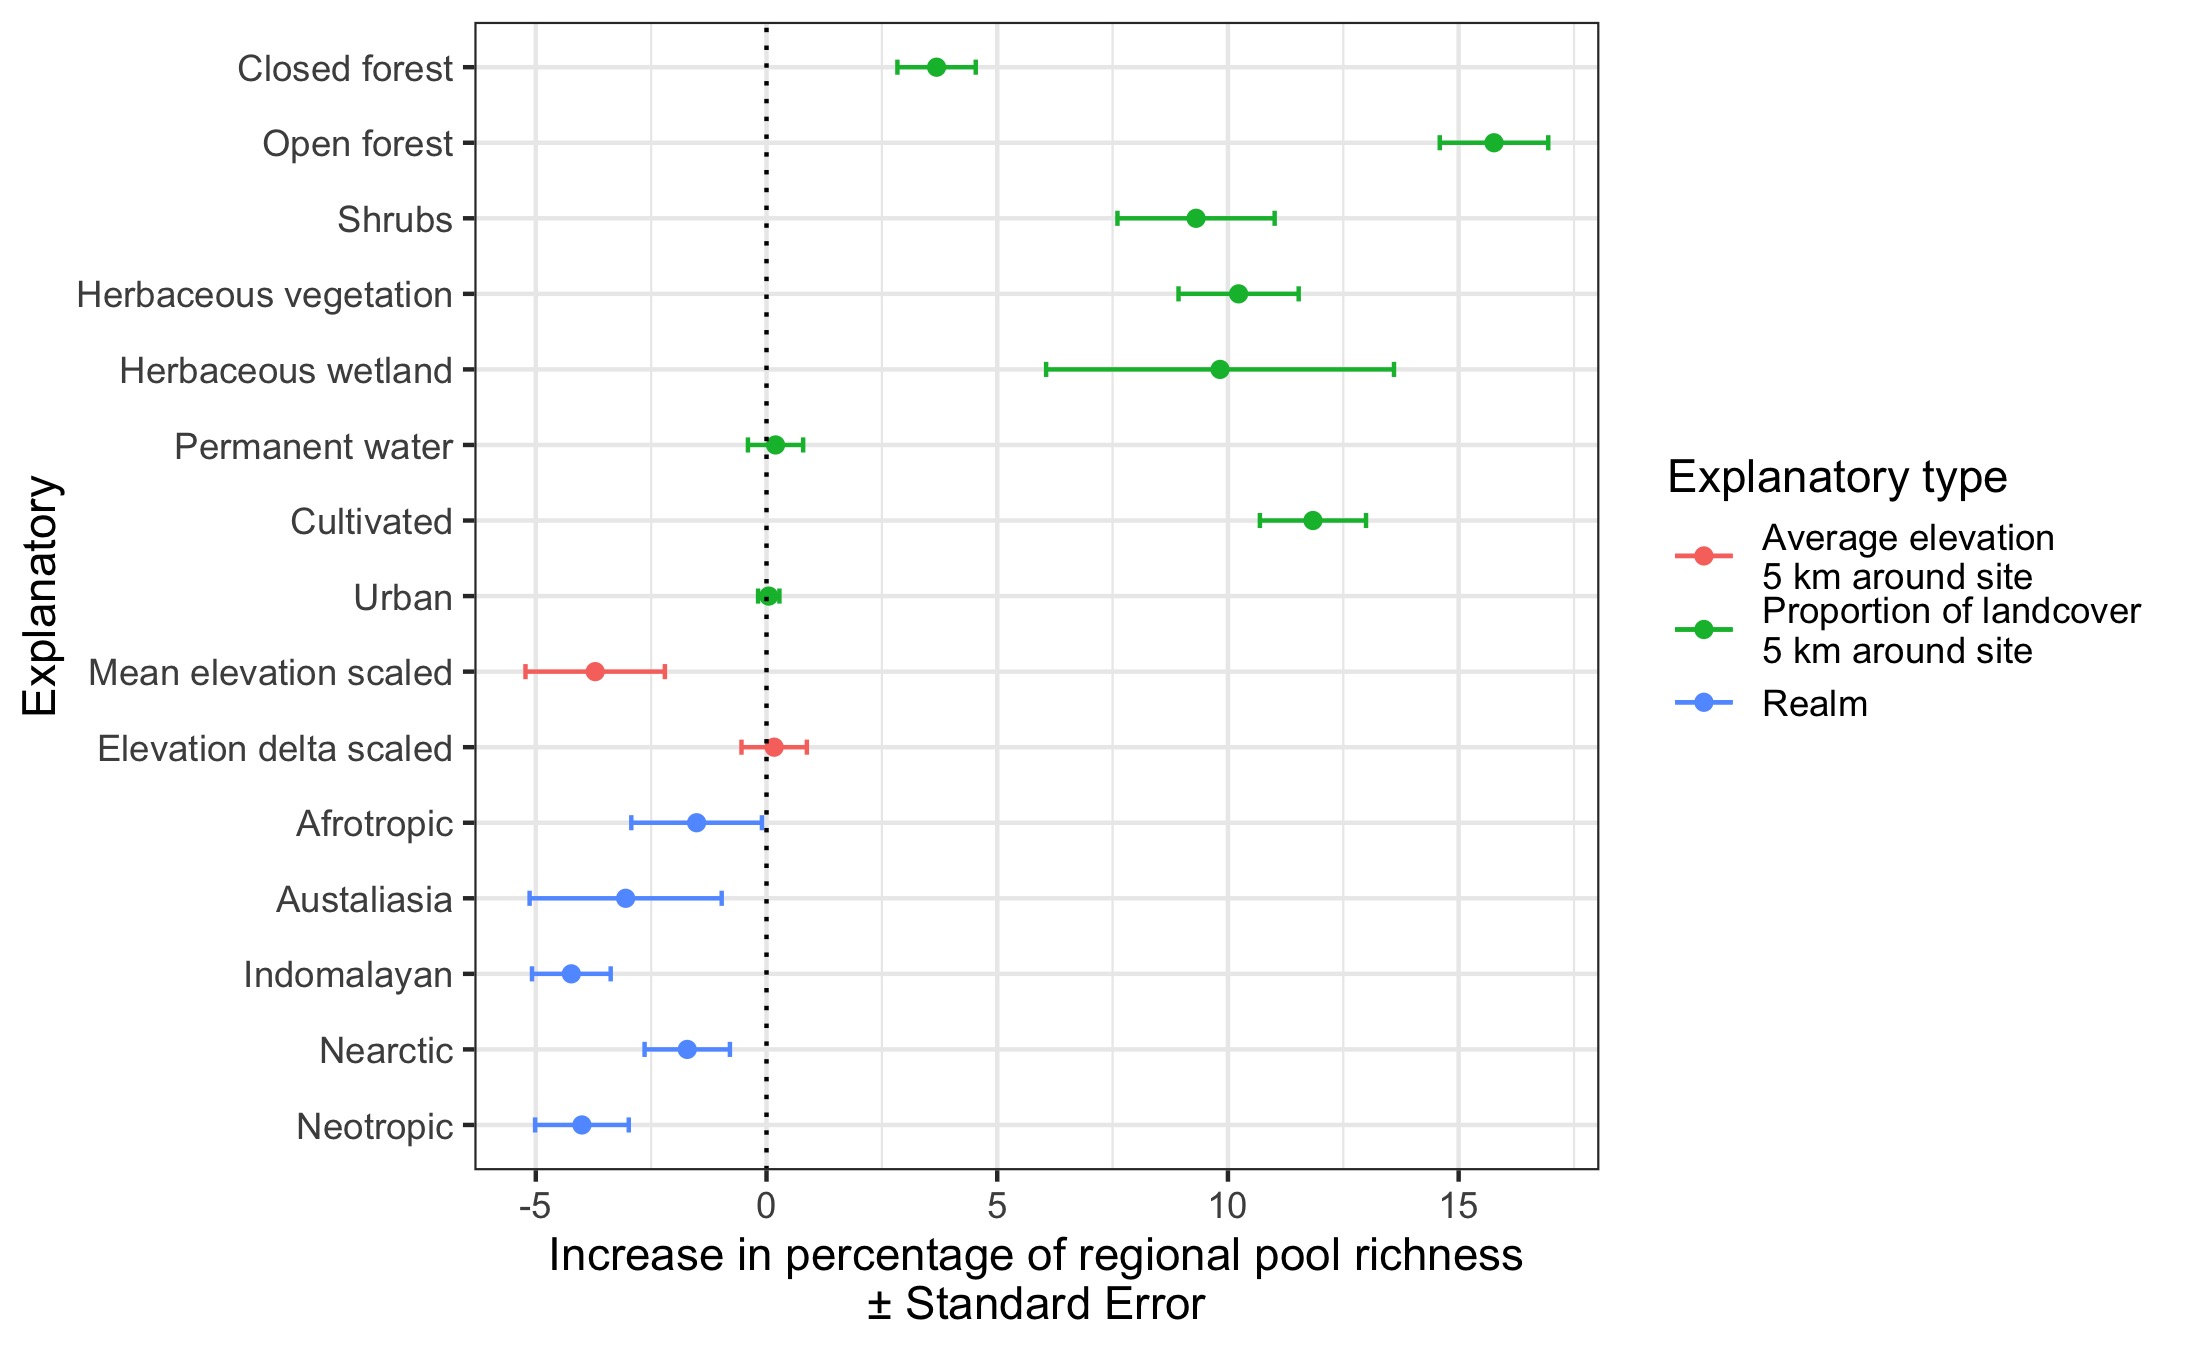 Closed forest
Open forest
Shrubs
Herbaceous vegetation
Herbaceous wetland
Permanent water
Cultivated
Urban
Mean elevation scaled
Elevation delta scaled
Afrotropic
Austaliasia
Indomalayan
Nearctic
Neotropic
Explanatory
-5 0 5 10 15
Increase in percentage of regional pool richness
± Standard Error
Explanatory type
Average elevation
5 km around site
Proportion of landcover
5 km around site
Realm